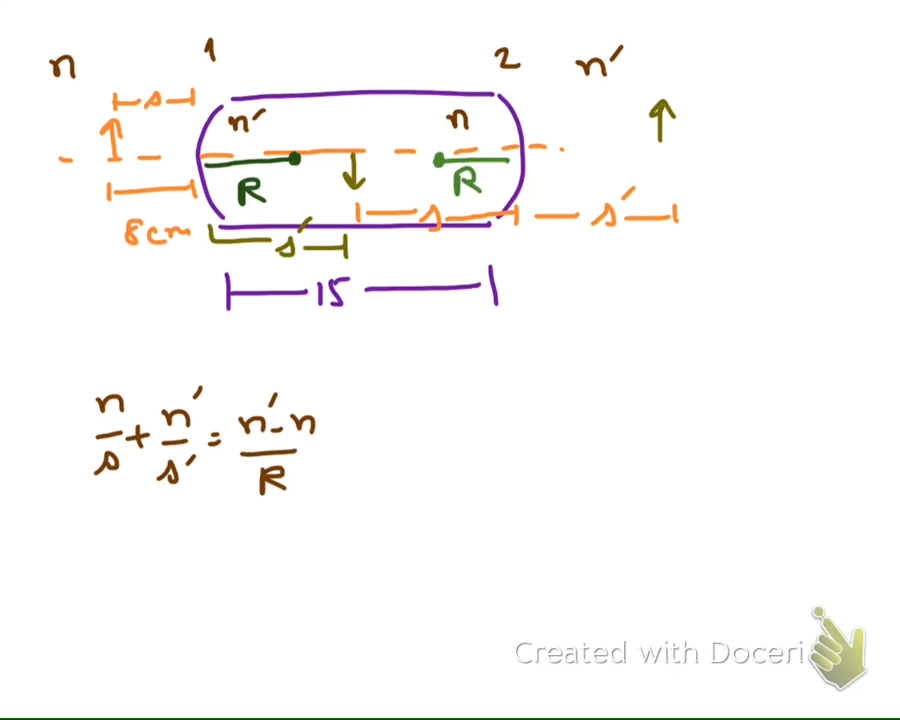 n 1 2 n′
s
n′ n
R R
8cm s′ s s′
15
n/s + n′/s′ = n′-n/R
Created with Doceri